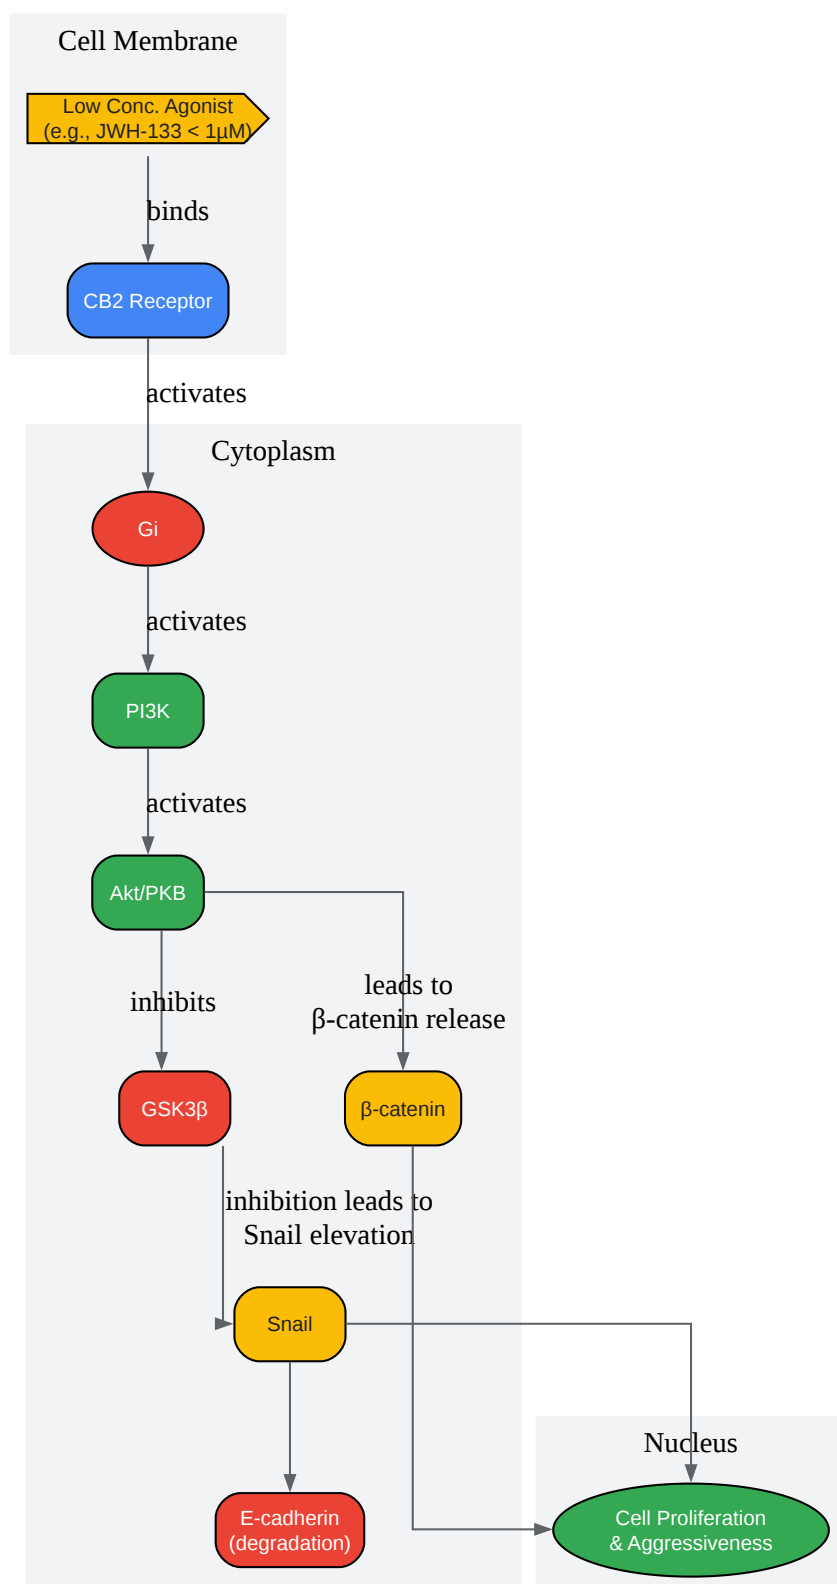 Cell Membrane
Low Conc. Agonist
(e.g., JWH-133 < 1µM)
binds
CB2 Receptor
activates
Cytoplasm
Gi
activates
PI3K
activates
Akt/PKB
inhibits
leads to
β-catenin release
GSK3β
β-catenin
inhibition leads to
Snail elevation
Snail
Nucleus
E-cadherin
(degradation)
Cell Proliferation
& Aggressiveness